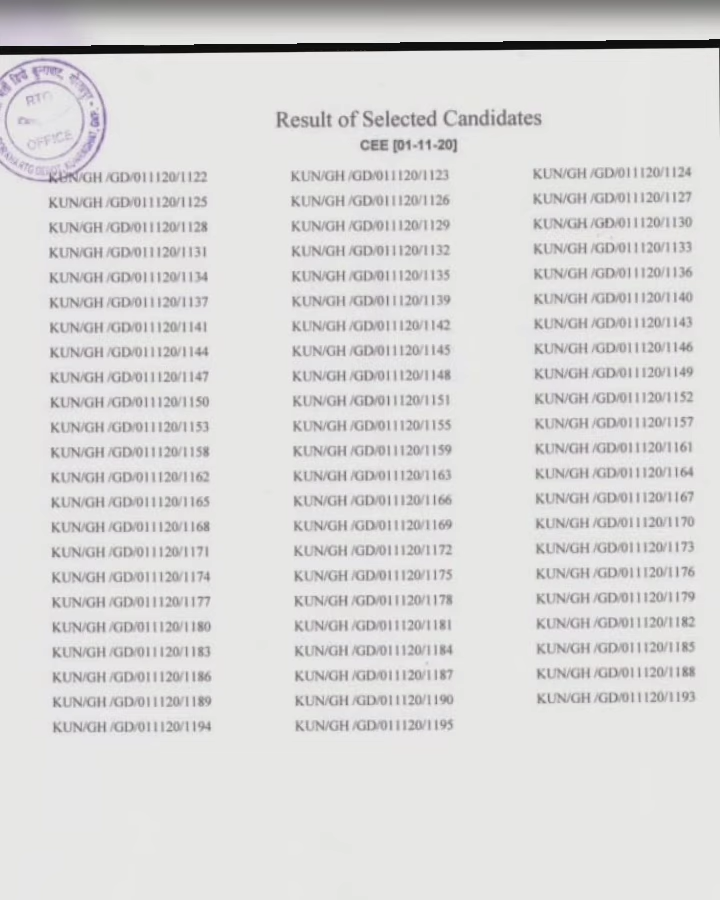 RTG
OFFICE
Result of Selected Candidates
CEE [01-11-20]
KUN/GH /GD/011120/1122 KUN/GH /GD/011120/1123 KUN/GH /GD/011120/1124
KUN/GH /GD/011120/1125 KUN/GH /GD/011120/1126 KUN/GH /GD/011120/1127
KUN/GH /GD/011120/1128 KUN/GH /GD/011120/1129 KUN/GH /GD/011120/1130
KUN/GH /GD/011120/1131 KUN/GH /GD/011120/1132 KUN/GH /GD/011120/1133
KUN/GH /GD/011120/1134 KUN/GH /GD/011120/1135 KUN/GH /GD/011120/1136
KUN/GH /GD/011120/1137 KUN/GH /GD/011120/1139 KUN/GH /GD/011120/1140
KUN/GH /GD/011120/1141 KUN/GH /GD/011120/1142 KUN/GH /GD/011120/1143
KUN/GH /GD/011120/1144 KUN/GH /GD/011120/1145 KUN/GH /GD/011120/1146
KUN/GH /GD/011120/1147 KUN/GH /GD/011120/1148 KUN/GH /GD/011120/1149
KUN/GH /GD/011120/1150 KUN/GH /GD/011120/1151 KUN/GH /GD/011120/1152
KUN/GH /GD/011120/1153 KUN/GH /GD/011120/1155 KUN/GH /GD/011120/1157
KUN/GH /GD/011120/1158 KUN/GH /GD/011120/1159 KUN/GH /GD/011120/1161
KUN/GH /GD/011120/1162 KUN/GH /GD/011120/1163 KUN/GH /GD/011120/1164
KUN/GH /GD/011120/1165 KUN/GH /GD/011120/1166 KUN/GH /GD/011120/1167
KUN/GH /GD/011120/1168 KUN/GH /GD/011120/1169 KUN/GH /GD/011120/1170
KUN/GH /GD/011120/1171 KUN/GH /GD/011120/1172 KUN/GH /GD/011120/1173
KUN/GH /GD/011120/1174 KUN/GH /GD/011120/1175 KUN/GH /GD/011120/1176
KUN/GH /GD/011120/1177 KUN/GH /GD/011120/1178 KUN/GH /GD/011120/1179
KUN/GH /GD/011120/1180 KUN/GH /GD/011120/1181 KUN/GH /GD/011120/1182
KUN/GH /GD/011120/1183 KUN/GH /GD/011120/1184 KUN/GH /GD/011120/1185
KUN/GH /GD/011120/1186 KUN/GH /GD/011120/1187 KUN/GH /GD/011120/1188
KUN/GH /GD/011120/1189 KUN/GH /GD/011120/1190 KUN/GH /GD/011120/1193
KUN/GH /GD/011120/1194 KUN/GH /GD/011120/1195